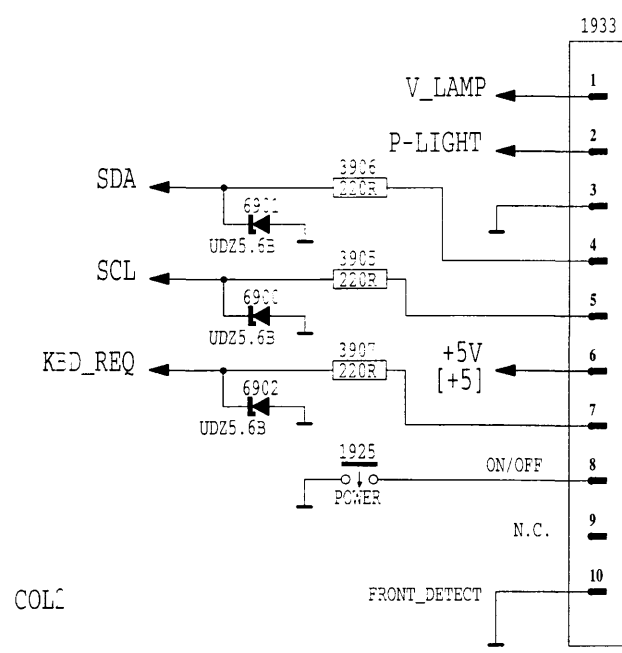 1933
1
V_LAMP
2
P-LIGHT
3906
220R
3
SDA
6901
UDZ5.6B
4
3905
220R
SCL
5
6900
UDZ5.6B
3907
220R
+5V
[+5]
6
KBD_REQ
6902
UDZ5.6B
7
1925
POWER
ON/OFF
8
N.C.
9
10
FRONT_DETECT